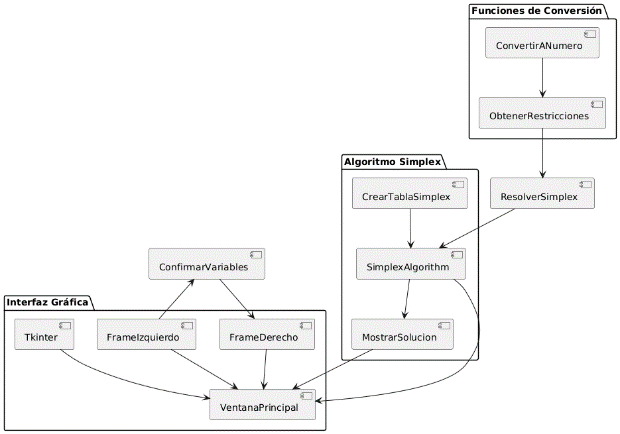 Funciones de Conversión
ConvertirANumero
ObtenerRestricciones
Algoritmo Simplex
CrearTablaSimplex
ResolverSimplex
ConfirmarVariables
SimplexAlgorithm
Interfaz Gráfica
Tkinter
FrameIzquierdo
FrameDerecho
MostrarSolucion
VentanaPrincipal